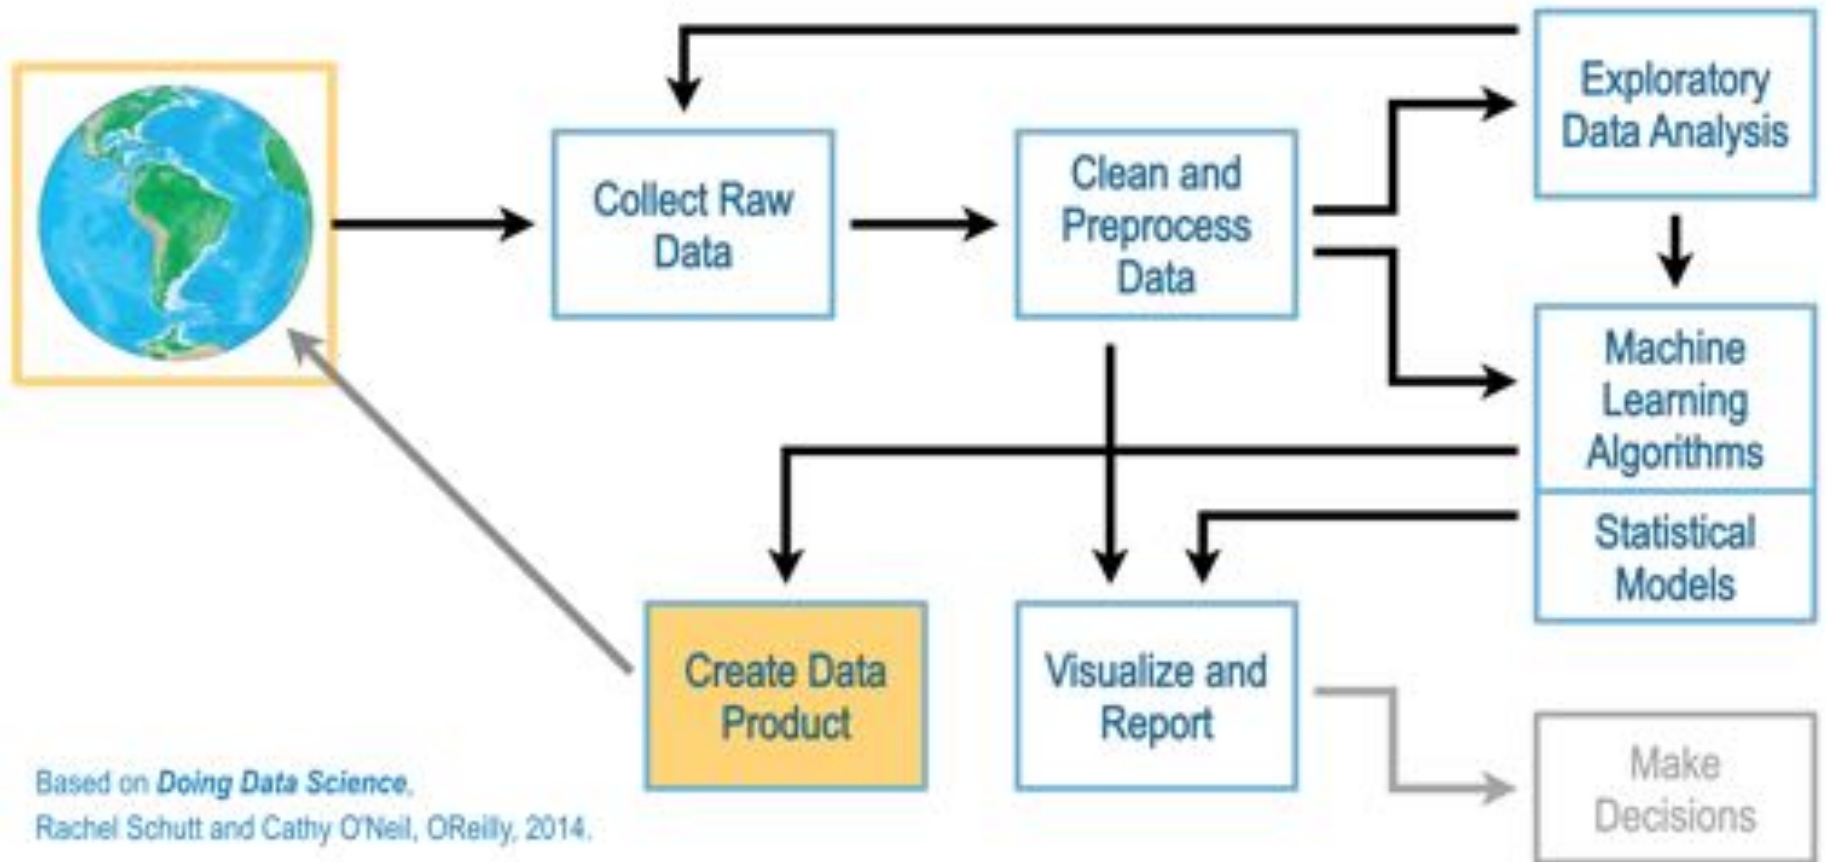 Exploratory
Data Analysis
Collect Raw
Data
Clean and
Preprocess
Data
Machine
Learning
Algorithms
Statistical
Models
Create Data
Product
Visualize and
Report
Make
Decisions
Based on Doing Data Science,
Rachel Schutt and Cathy O'Neil, OReilly, 2014.